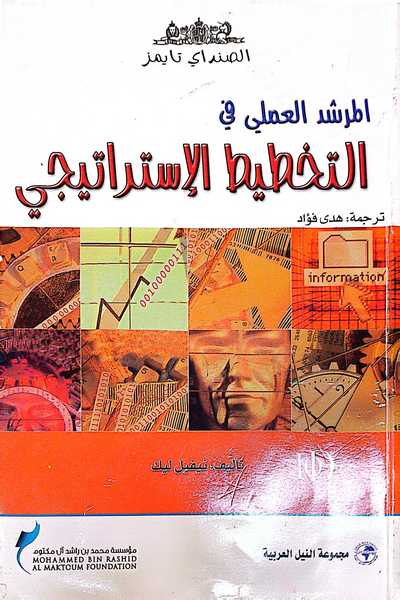 الصنداي تايمز
المرشد العملي في
التخطيط الإستراتيجي
ترجمة: هدى فؤاد
information
تأليف: نيفيل ليك
مؤسسة محمد بن راشد آل مكتوم
MOHAMMED BIN RASHID
AL MAKTOUM FOUNDATION
مجموعة النيل العربية